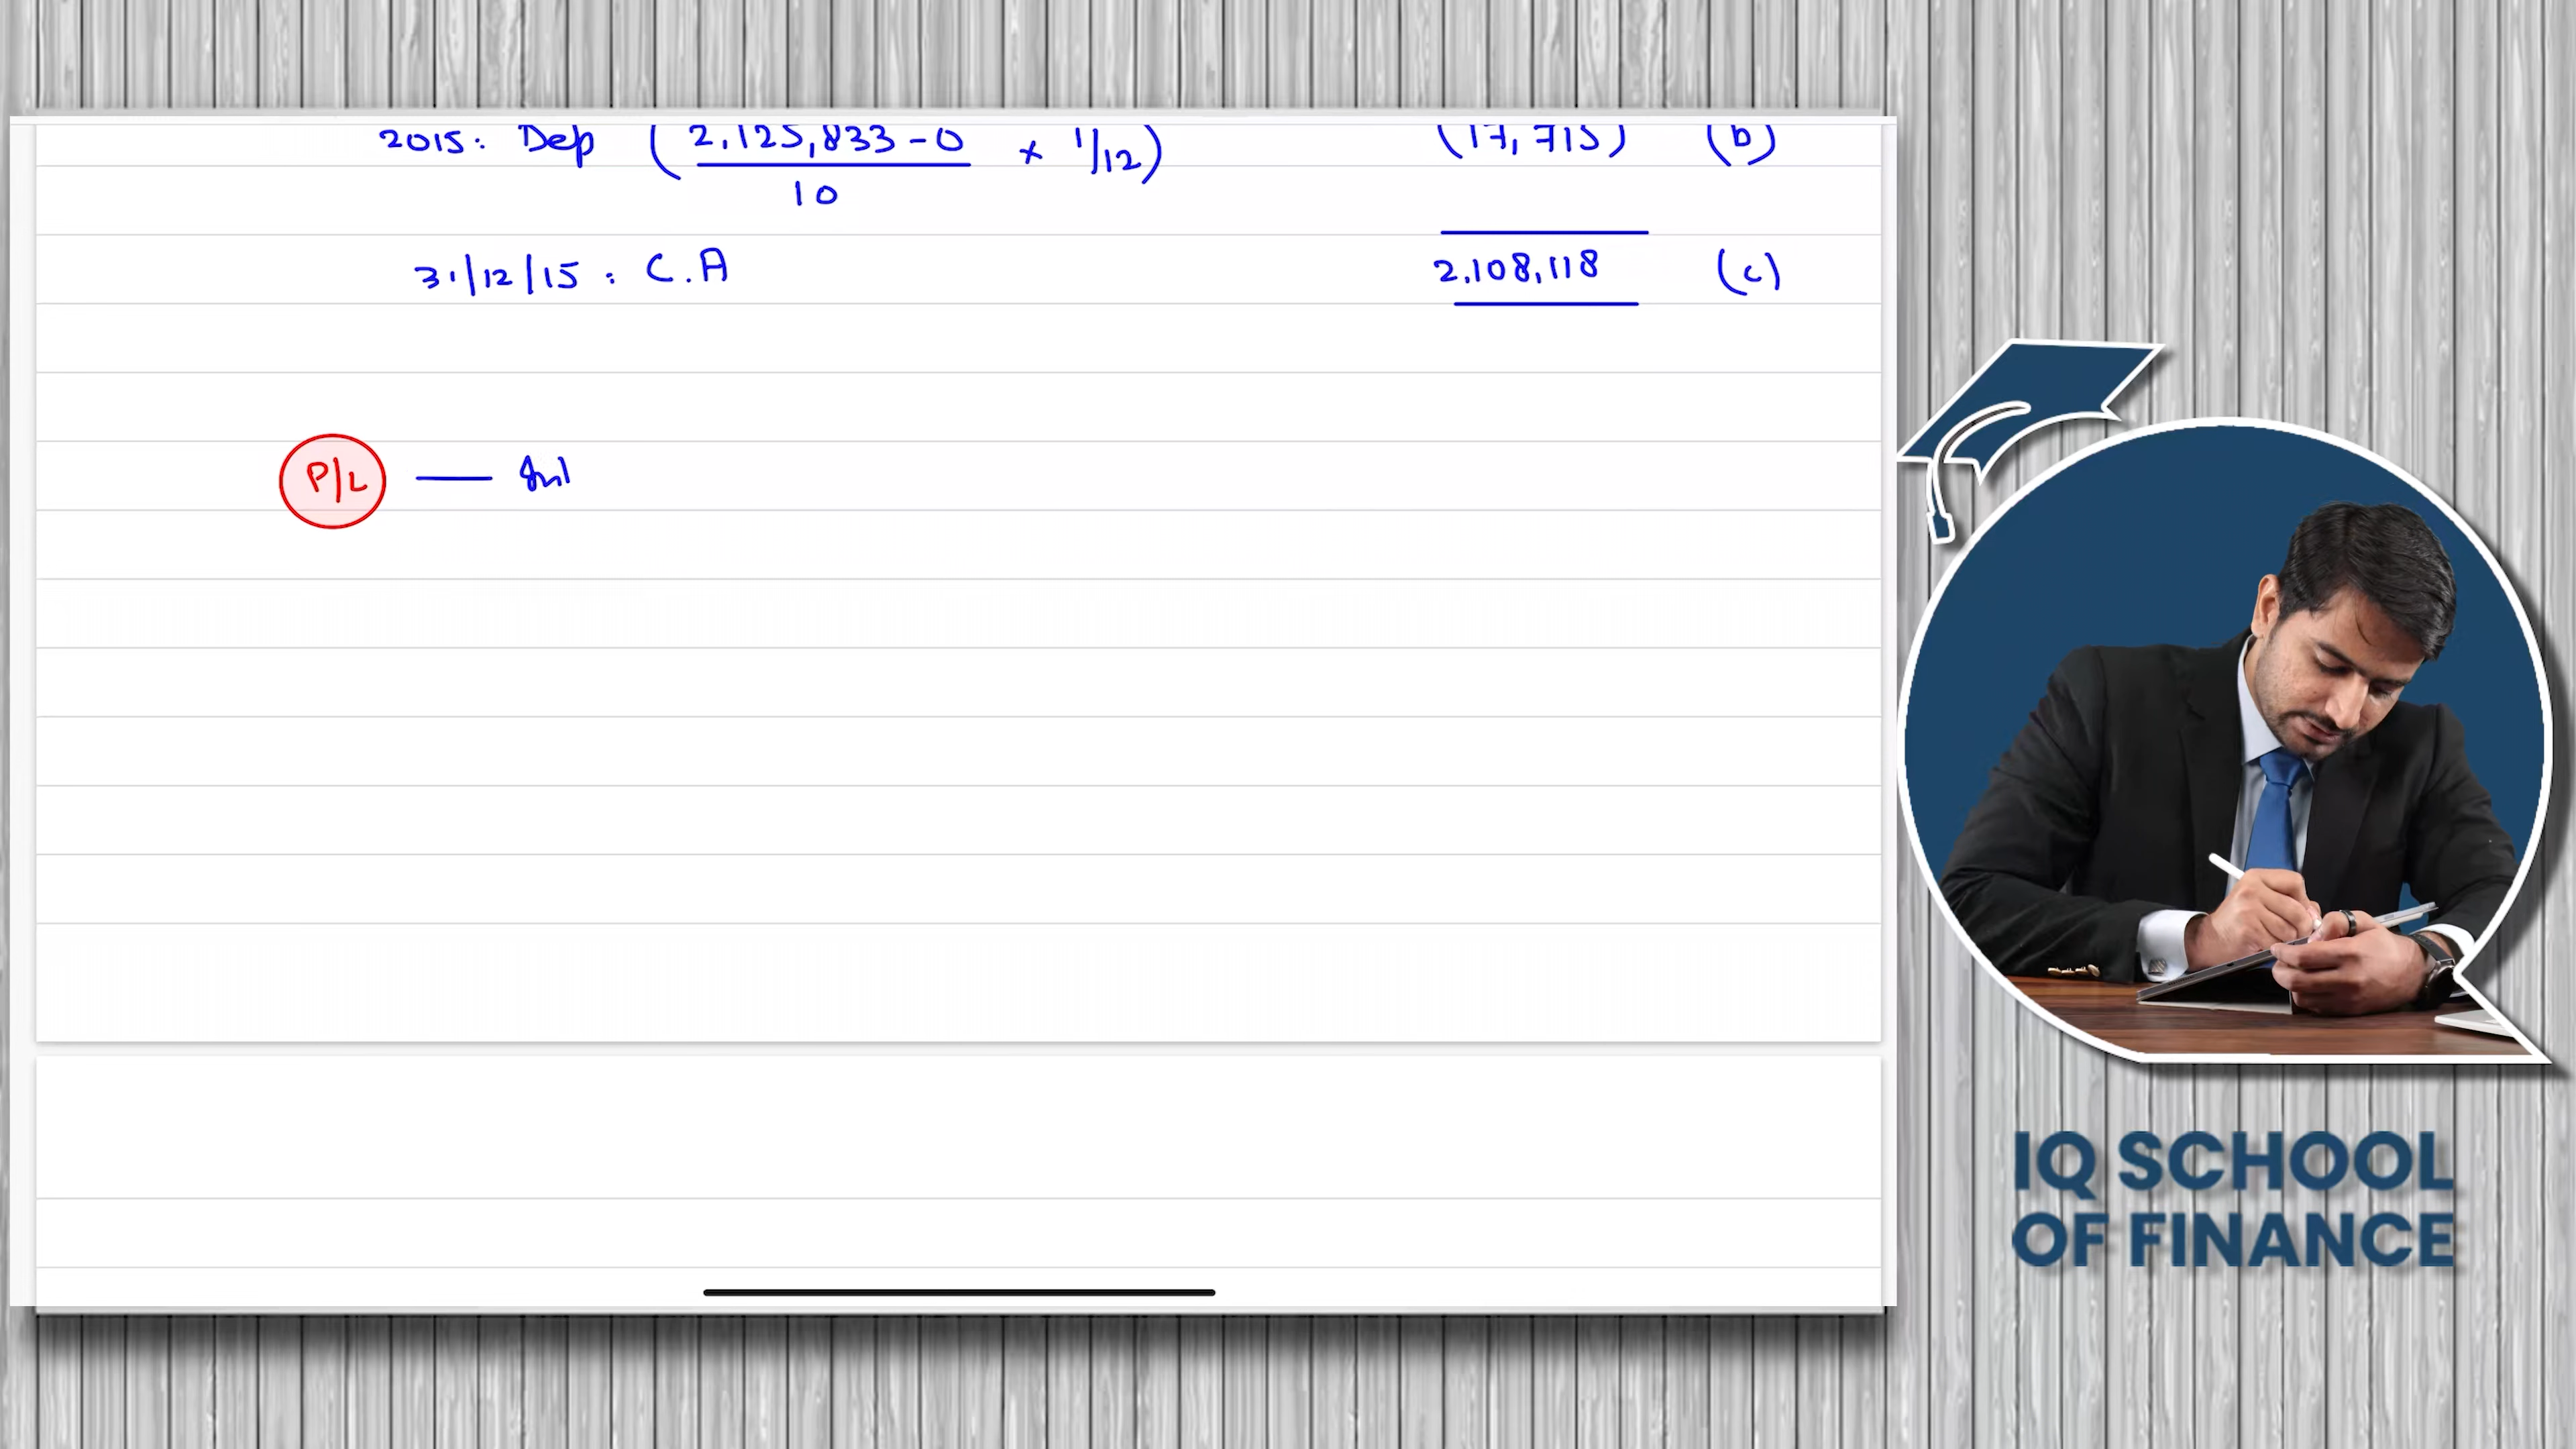 2015: Dep ( 2,125,833 - 0 / 10 × 1/12 ) (17,715) (b)
31/12/15 : C.A 2,108,118 (c)
P/L —
IQ SCHOOL
OF FINANCE